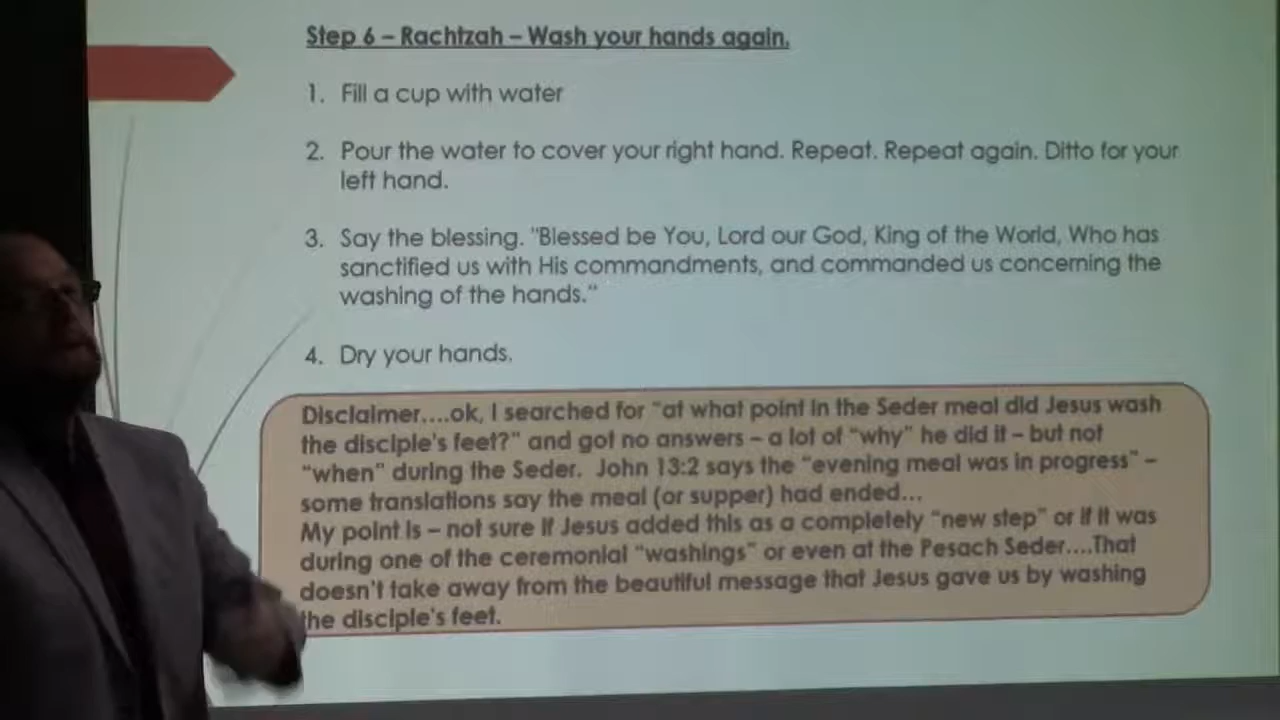 Step 6 – Rachtzah – Wash your hands again.
1. Fill a cup with water
2. Pour the water to cover your right hand. Repeat. Repeat again. Ditto for your
left hand.
3. Say the blessing. "Blessed be You, Lord our God, King of the World, Who has
sanctified us with His commandments, and commanded us concerning the
washing of the hands."
4. Dry your hands.
Disclaimer....ok, I searched for "at what point in the Seder meal did Jesus wash
the disciple's feet?" and got no answers – a lot of "why" he did it – but not
"when" during the Seder. John 13:2 says the "evening meal was in progress" –
some translations say the meal (or supper) had ended...
My point is – not sure if Jesus added this as a completely "new step" or if it was
during one of the ceremonial "washings" or even at the Pesach Seder....That
doesn't take away from the beautiful message that Jesus gave us by washing
the disciple's feet.